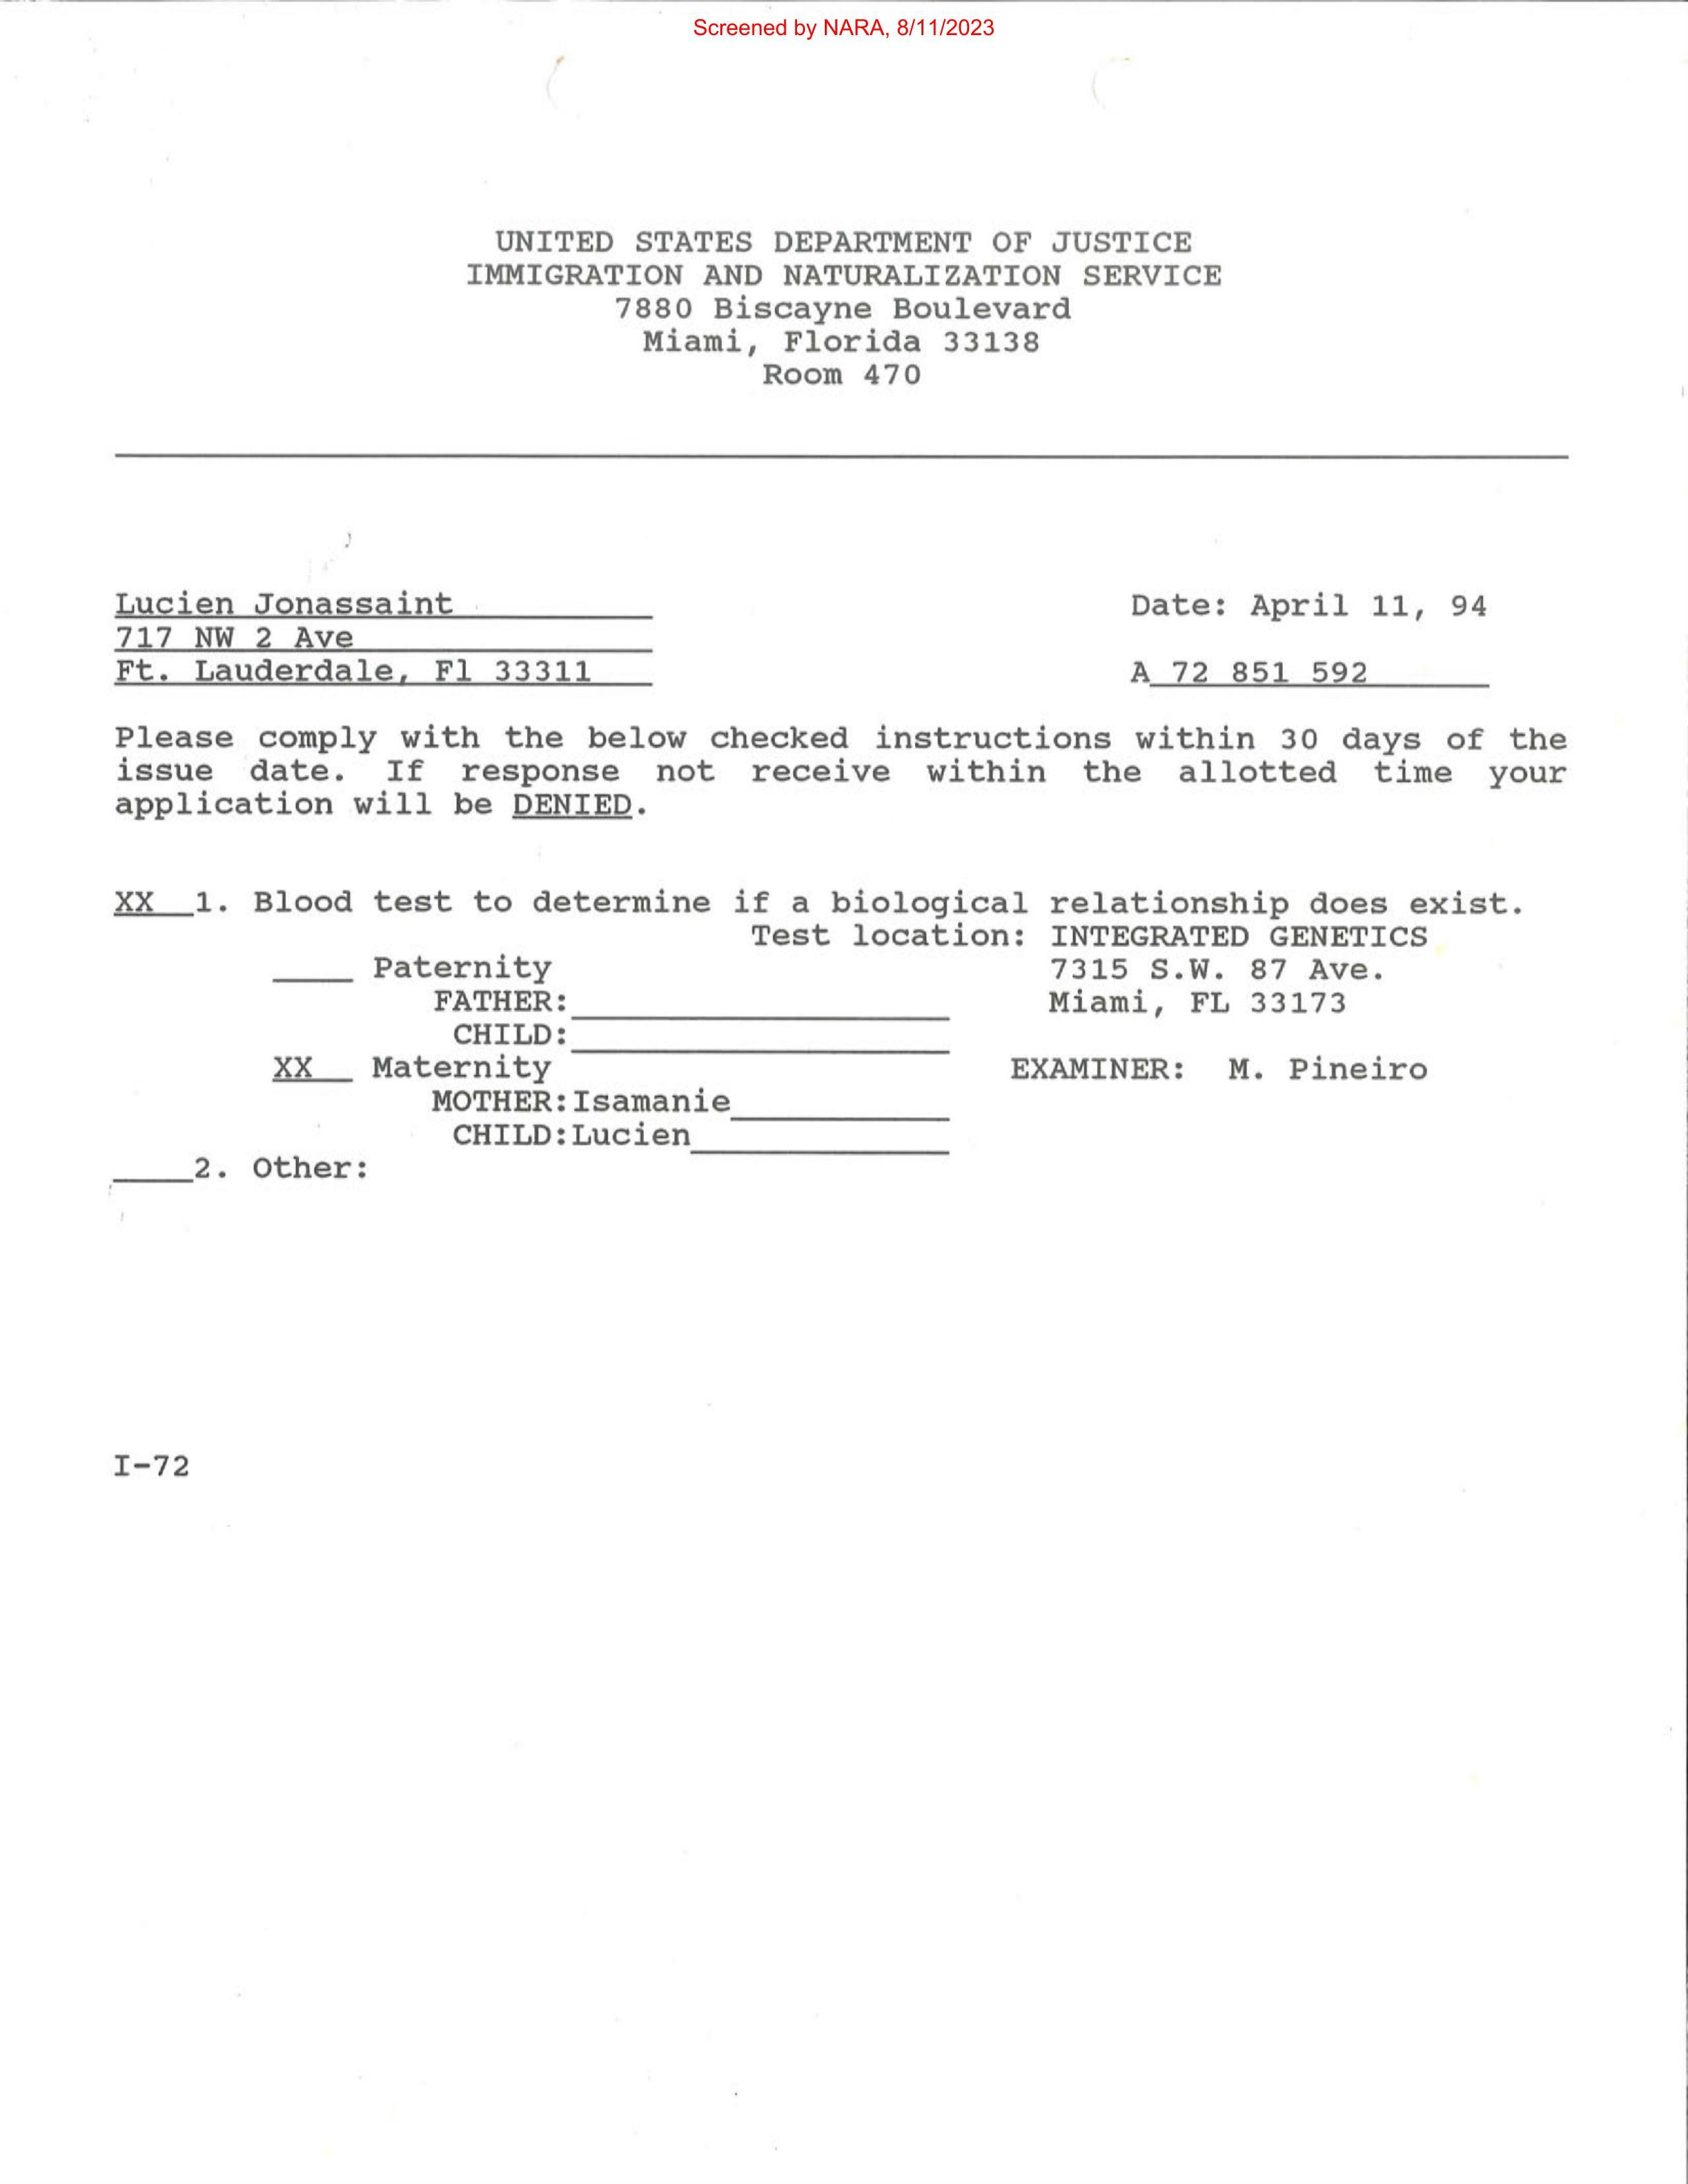 Screened by NARA, 8/11/2023
UNITED STATES DEPARTMENT OF JUSTICE
IMMIGRATION AND NATURALIZATION SERVICE
7880 Biscayne Boulevard
Miami, Florida 33138
Room 470
Lucien Jonassaint Date: April 11, 94
717 NW 2 Ave
Ft. Lauderdale, Fl 33311 A 72 851 592
Please comply with the below checked instructions within 30 days of the
issue date. If response not receive within the allotted time your
application will be DENIED.
XX 1. Blood test to determine if a biological relationship does exist.
Test location: INTEGRATED GENETICS
____ Paternity 7315 S.W. 87 Ave.
FATHER:___ Miami, FL 33173
CHILD:___
XX Maternity EXAMINER: M. Pineiro
MOTHER:Isamanie
CHILD:Lucien
____2. Other:
I-72